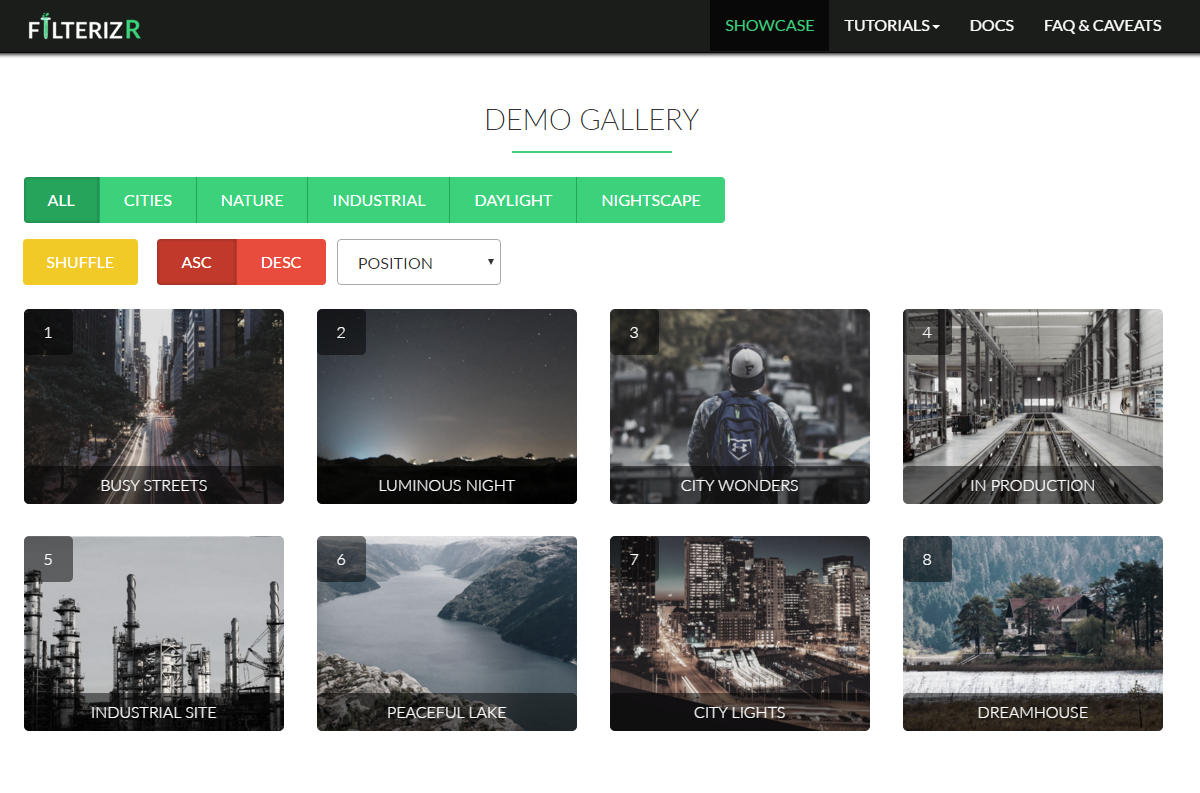 FILTERIZR
SHOWCASE TUTORIALS DOCS FAQ & CAVEATS
DEMO GALLERY
ALL CITIES NATURE INDUSTRIAL DAYLIGHT NIGHTSCAPE
SHUFFLE ASC DESC POSITION
1 2 3 4
F
BUSY STREETS LUMINOUS NIGHT CITY WONDERS IN PRODUCTION
5 6 7 8
INDUSTRIAL SITE PEACEFUL LAKE CITY LIGHTS DREAMHOUSE